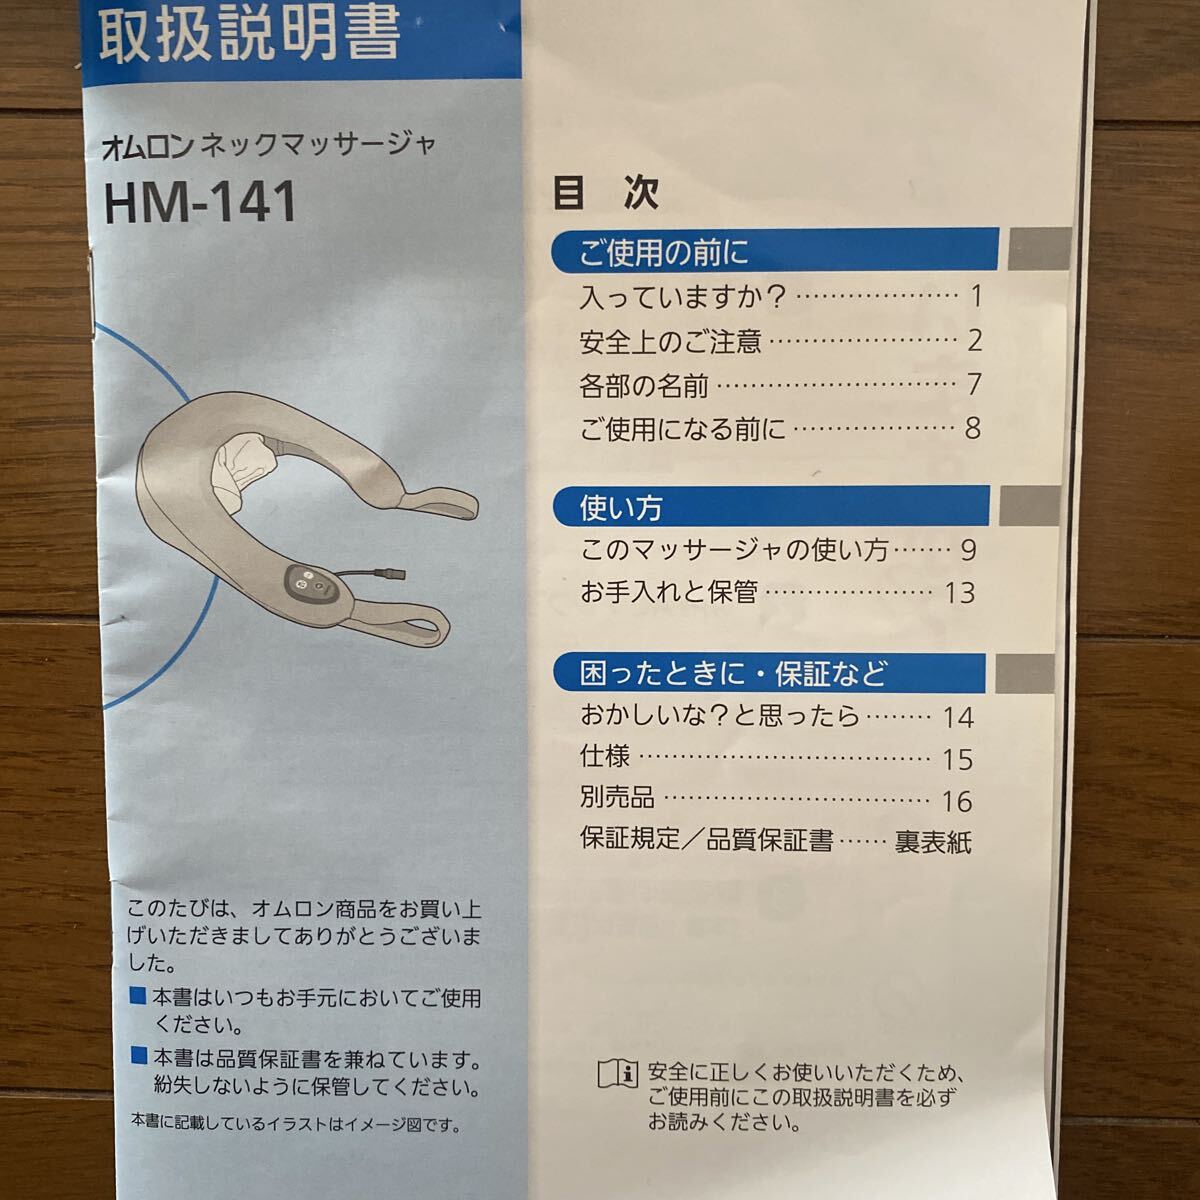 取扱説明書
オムロン ネックマッサージャ
HM-141
このたびは、オムロン商品をお買い上
げいただきましてありがとうございま
した。
■ 本書はいつもお手元においてご使用
ください。
■ 本書は品質保証書を兼ねています。
紛失しないように保管してください。
本書に記載しているイラストはイメージ図です。
目 次
ご使用の前に
入っていますか？ ………………… 1
安全上のご注意 …………………… 2
各部の名前 ………………………… 7
ご使用になる前に ………………… 8
使い方
このマッサージャの使い方 ……… 9
お手入れと保管 ………………… 13
困ったときに・保証など
おかしいな？と思ったら ……… 14
仕様 ……………………………… 15
別売品 …………………………… 16
保証規定／品質保証書 …… 裏表紙
安全に正しくお使いいただくため、
ご使用前にこの取扱説明書を必ず
お読みください。